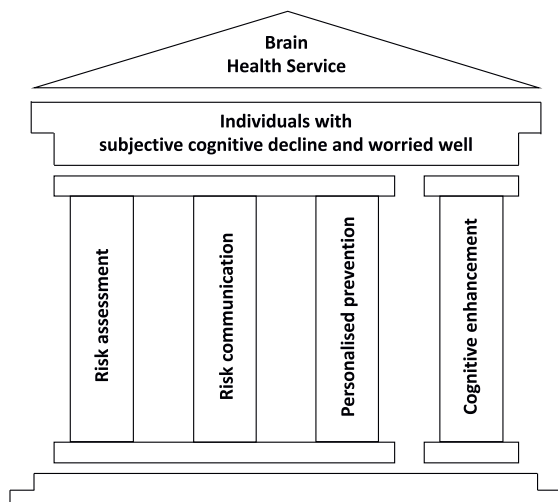 Brain
Health Service
Individuals with
subjective cognitive decline and worried well
Risk assessment
Risk communication
Personalised prevention
Cognitive enhancement